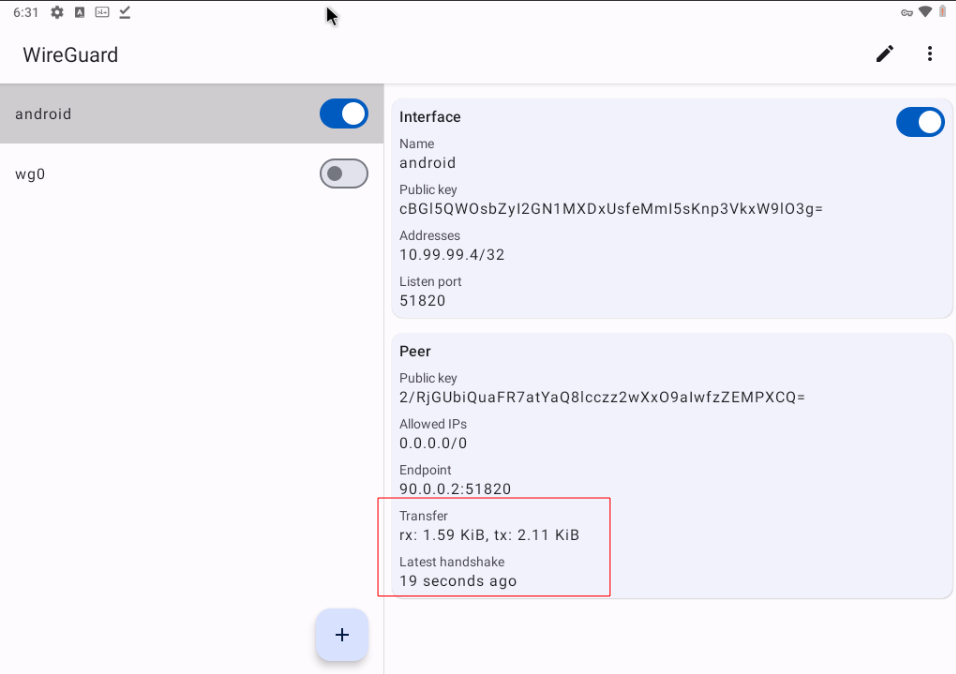 6:31
WireGuard
android
wg0
Interface
Name
android
Public key
cBGl5QWOsbZyI2GN1MXDxUsfeMmI5sKnp3VkxW9lO3g=
Addresses
10.99.99.4/32
Listen port
51820
Peer
Public key
2/RjGUbiQuaFR7atYaQ8lcczz2wXxO9aIwfzZEMPXCQ=
Allowed IPs
0.0.0.0/0
Endpoint
90.0.0.2:51820
Transfer
rx: 1.59 KiB, tx: 2.11 KiB
Latest handshake
19 seconds ago